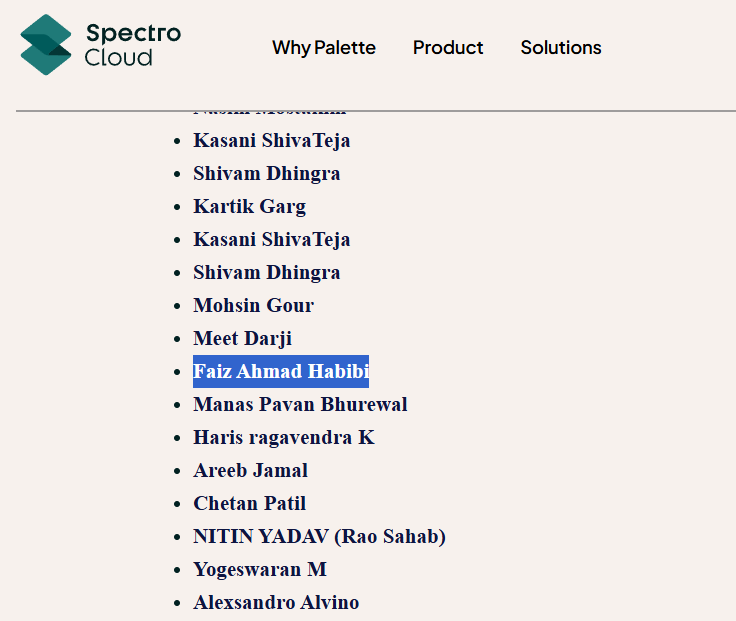 Spectro
Cloud
Why Palette Product Solutions
Kasani ShivaTeja
Shivam Dhingra
Kartik Garg
Kasani ShivaTeja
Shivam Dhingra
Mohsin Gour
Meet Darji
Faiz Ahmad Habibi
Manas Pavan Bhurewal
Haris ragavendra K
Areeb Jamal
Chetan Patil
NITIN YADAV (Rao Sahab)
Yogeswaran M
Alexsandro Alvino